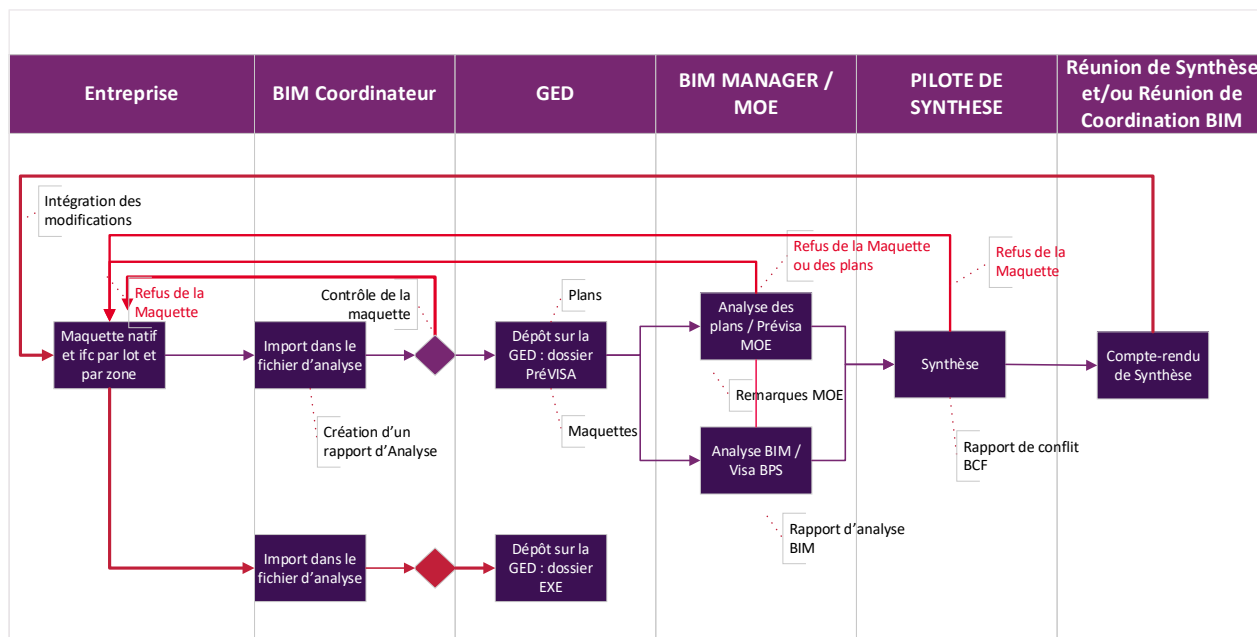 Entreprise
BIM Coordinateur
GED
BIM MANAGER /
MOE
PILOTE DE
SYNTHESE
Réunion de Synthèse
et/ou Réunion de
Coordination BIM
Intégration des
modifications
Refus de la
Maquette
Contrôle de la
maquette
Plans
Refus de la Maquette
ou des plans
Refus de la
Maquette
Maquette natif
et ifc par lot et
par zone
Import dans le
fichier d’analyse
Dépôt sur la
GED : dossier
PréVISA
Analyse des
plans / Prévisa
MOE
Synthèse
Compte-rendu
de Synthèse
Remarques MOE
Création d’un
rapport d’Analyse
Maquettes
Analyse BIM /
Visa BPS
Rapport de conflit
BCF
Rapport d’analyse
BIM
Import dans le
fichier d’analyse
Dépôt sur la
GED : dossier
EXE